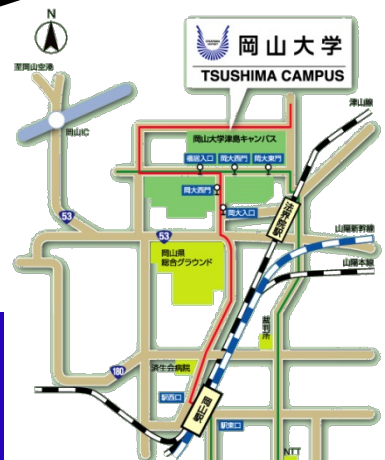 N
岡山大学
TSUSHIMA CAMPUS
至岡山空港
津山線
岡山IC
岡山大学津島キャンパス
福居入口
岡大西門
岡大東門
岡大西門
岡大入口
法界院駅
53
53
山陽新幹線
岡山県
総合グラウンド
山陽本線
裁判所
180
済生会病院
岡山駅
駅西口
駅東口
NTT